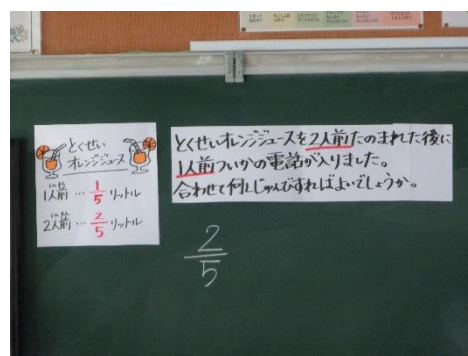 とくせい
オレンジジュース
1人前…1/5リットル
2人前…2/5リットル
とくせいオレンジジュースを2人前たのまれた後に
1人前ついかの電話が入りました。
合わせて何Lじゅんびすればよいでしょうか。
2/5